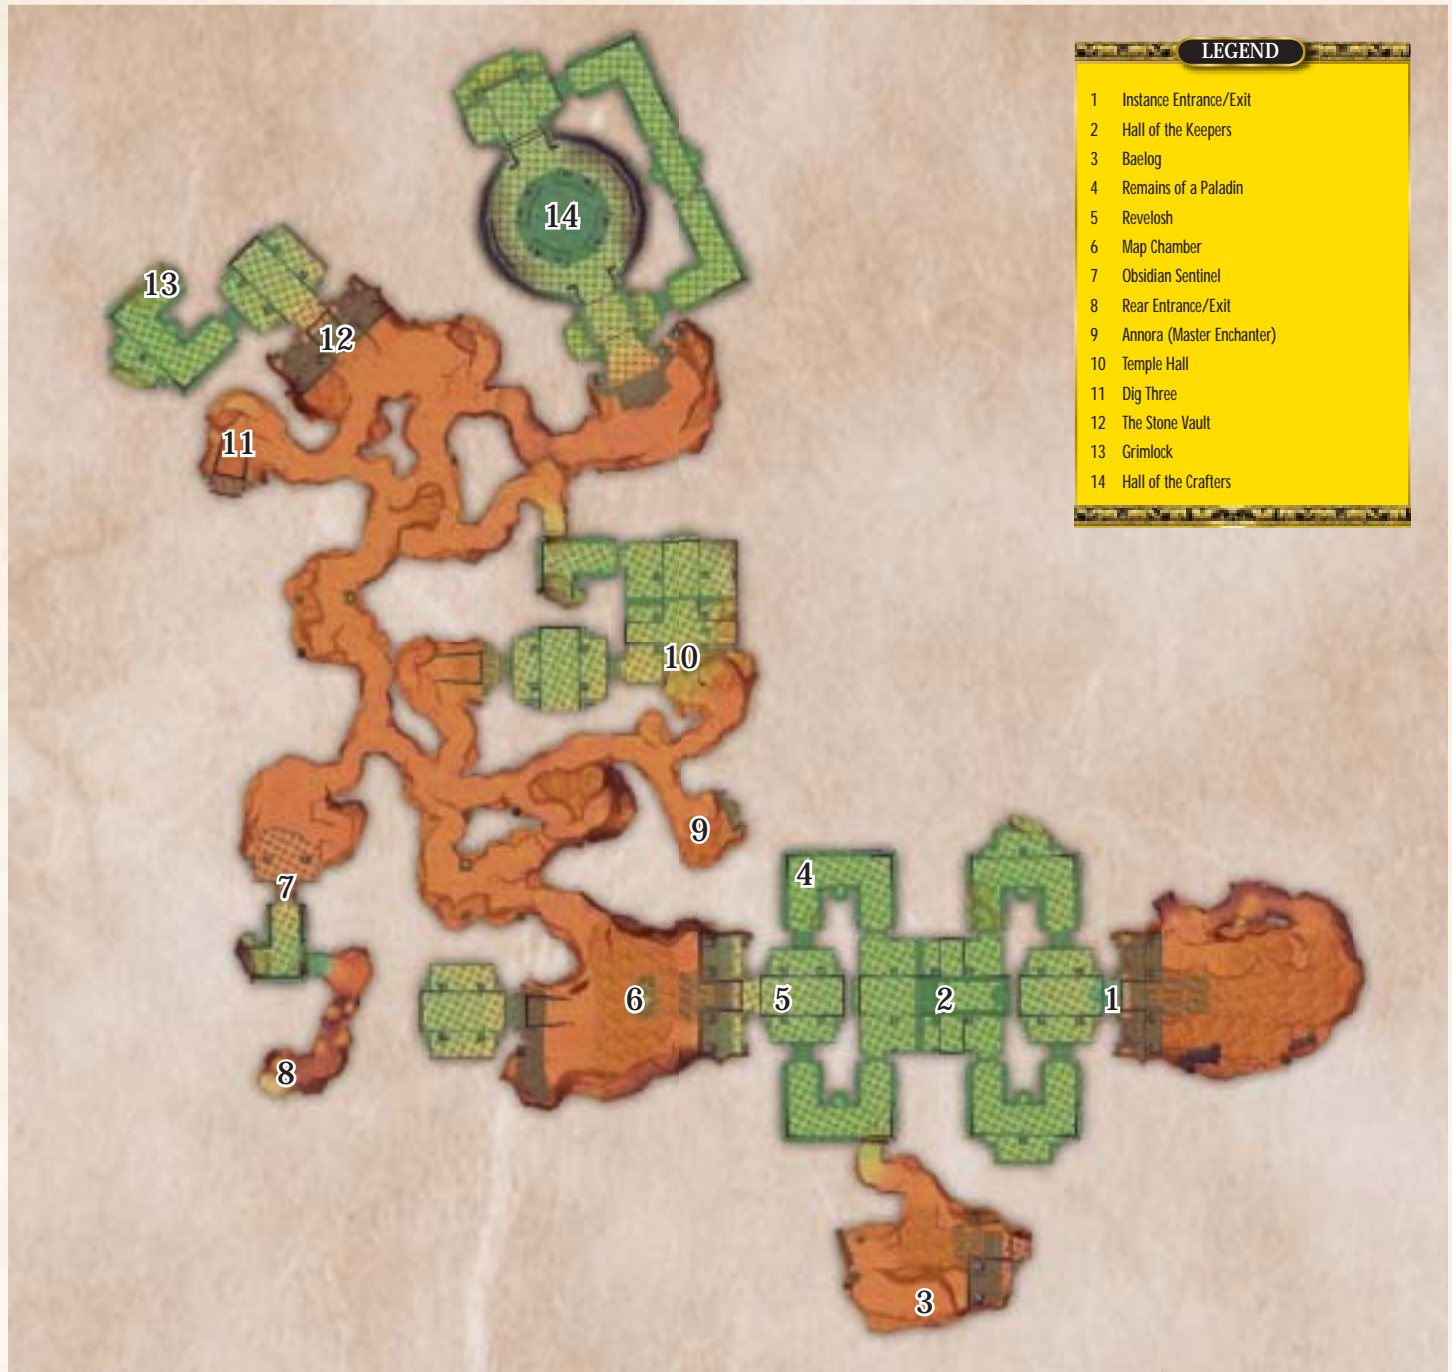 LEGEND
1 Instance Entrance/Exit
2 Hall of the Keepers
3 Baelog
4 Remains of a Paladin
5 Revelosh
6 Map Chamber
7 Obsidian Sentinel
8 Rear Entrance/Exit
9 Annora (Master Enchanter)
10 Temple Hall
11 Dig Three
12 The Stone Vault
13 Grimlock
14 Hall of the Crafters
14
13
12
11
10
9
4
7
6
5
2
1
8
3